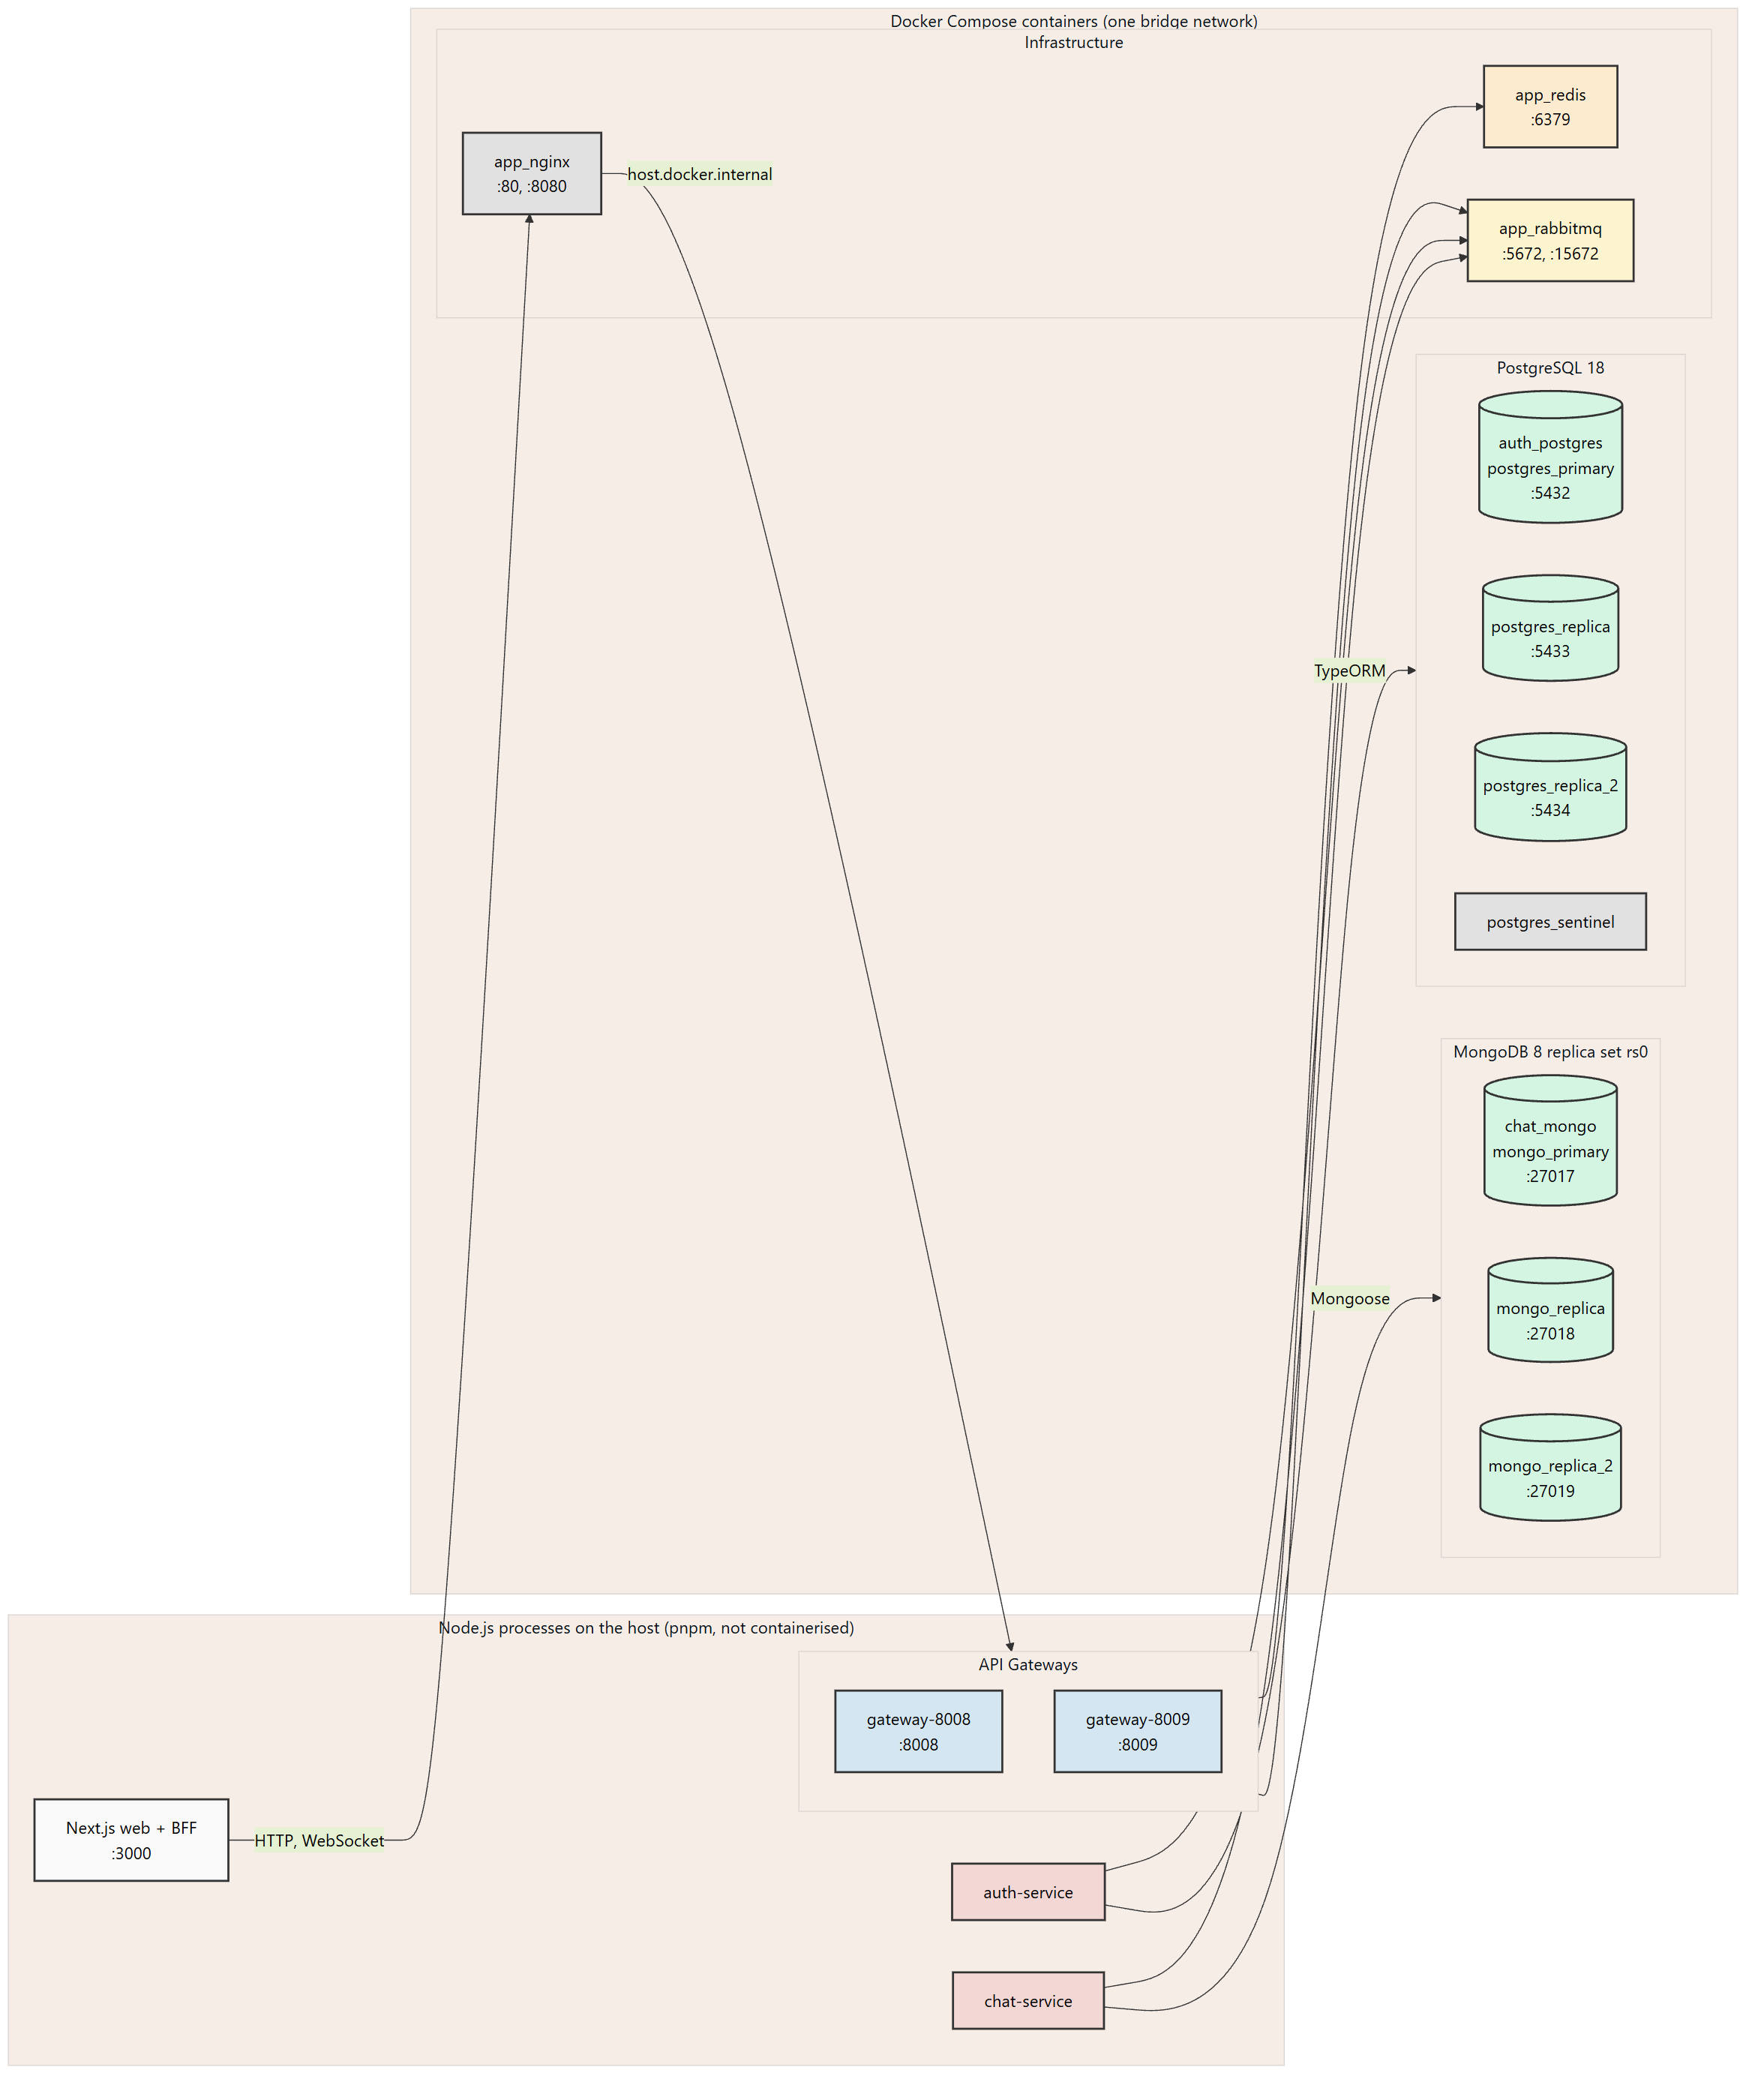 Docker Compose containers (one bridge network)
Infrastructure
app_redis
:6379
app_nginx
:80, :8080
host.docker.internal
app_rabbitmq
:5672, :15672
PostgreSQL 18
auth_postgres
postgres_primary
:5432
postgres_replica
:5433
TypeORM
postgres_replica_2
:5434
postgres_sentinel
MongoDB 8 replica set rs0
chat_mongo
mongo_primary
:27017
Mongoose
mongo_replica
:27018
mongo_replica_2
:27019
Node.js processes on the host (pnpm, not containerised)
API Gateways
gateway-8008
:8008
gateway-8009
:8009
Next.js web + BFF
:3000
HTTP, WebSocket
auth-service
chat-service